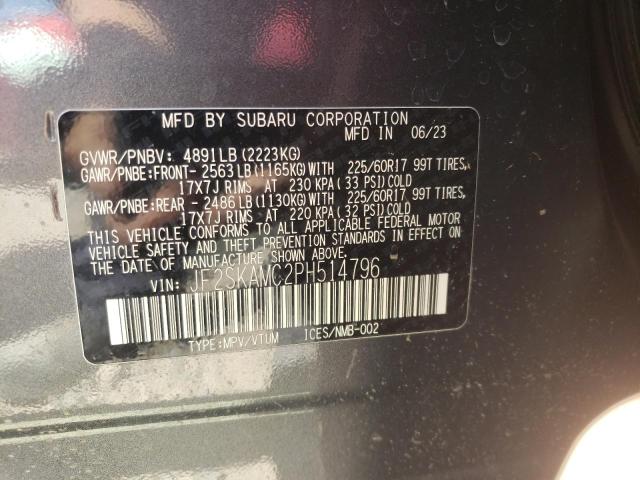 MFD BY SUBARU CORPORATION
MFD IN 06/23
GVWR/PNBV: 4891LB(2223KG)
GAWR/PNBE:FRONT- 2563LB(1165KG)WITH 225/60R17 99T TIRES,
17X7J RIMS AT 230 KPA(33 PSI)COLD
GAWR/PNBE:REAR - 2486LB(1130KG)WITH 225/60R17 99T TIRES,
17X7J RIMS AT 220 KPA(32 PSI)COLD
THIS VEHICLE CONFORMS TO ALL APPLICABLE FEDERAL MOTOR
VEHICLE SAFETY AND THEFT PREVENTION STANDARDS IN EFFECT
ON THE DATE OF MANUFACTURE SHOWN ABOVE.
VIN: JF2SKAMC2PH514796
TYPE:MPV/VTUM ICES/NMB-002